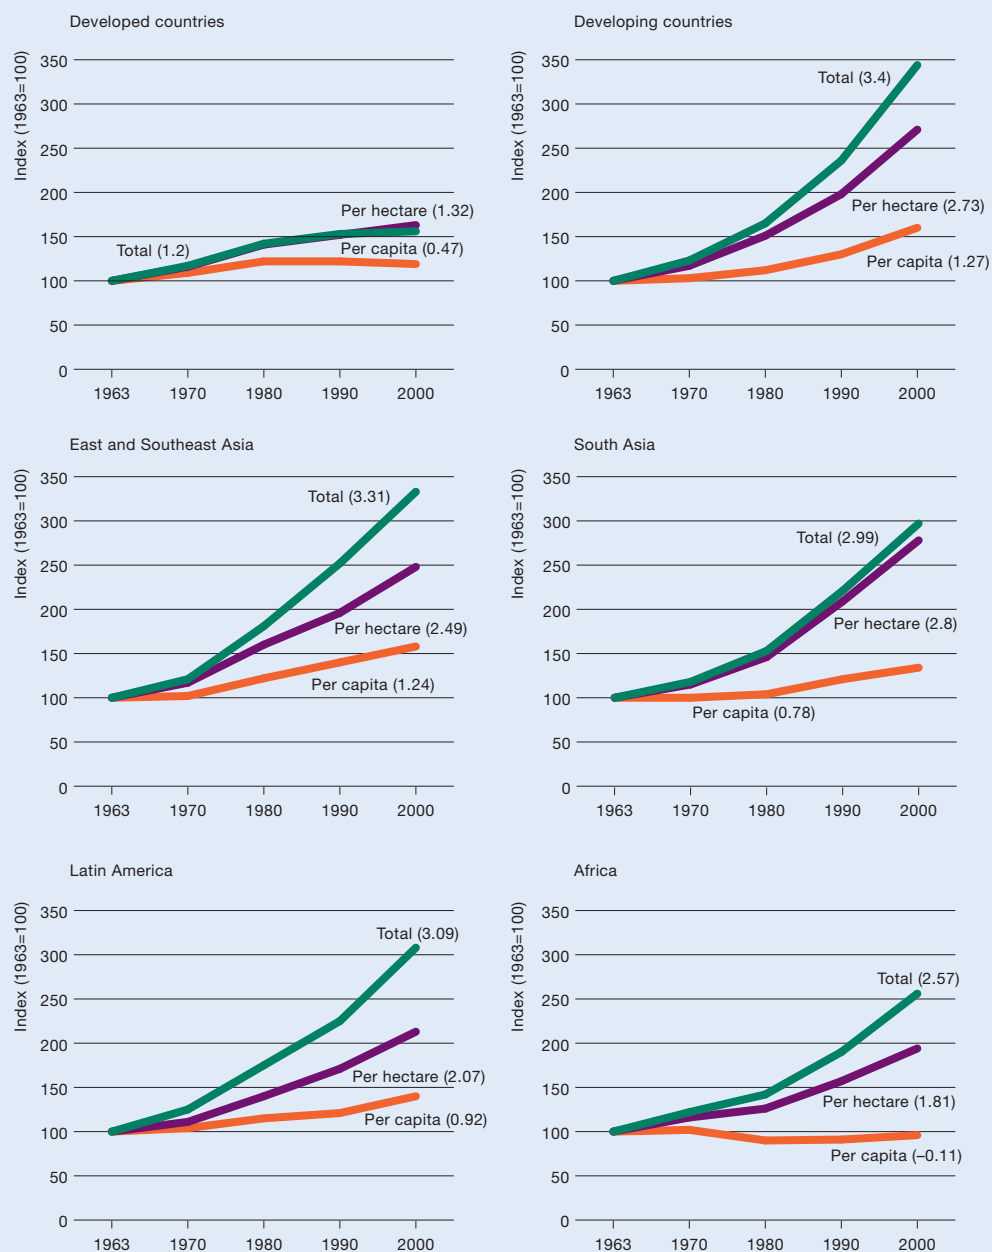 Developed countries
Index (1963=100)
350
300
250
200
150
100
50
0
Total (1.2)
Per hectare (1.32)
Per capita (0.47)
1963 1970 1980 1990 2000
Developing countries
Index (1963=100)
350
300
250
200
150
100
50
0
Total (3.4)
Per hectare (2.73)
Per capita (1.27)
1963 1970 1980 1990 2000
East and Southeast Asia
Index (1963=100)
350
300
250
200
150
100
50
0
Total (3.31)
Per hectare (2.49)
Per capita (1.24)
1963 1970 1980 1990 2000
South Asia
Index (1963=100)
350
300
250
200
150
100
50
0
Total (2.99)
Per hectare (2.8)
Per capita (0.78)
1963 1970 1980 1990 2000
Latin America
Index (1963=100)
350
300
250
200
150
100
50
0
Total (3.09)
Per hectare (2.07)
Per capita (0.92)
1963 1970 1980 1990 2000
Africa
Index (1963=100)
350
300
250
200
150
100
50
0
Total (2.57)
Per hectare (1.81)
Per capita (–0.11)
1963 1970 1980 1990 2000